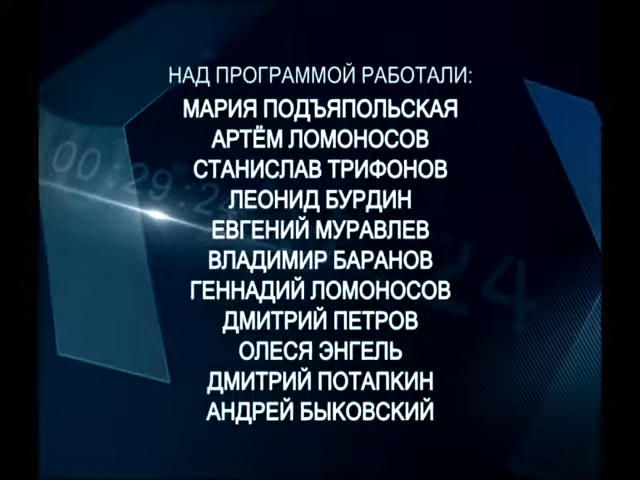 НАД ПРОГРАММОЙ РАБОТАЛИ:
МАРИЯ ПОДЪЯПОЛЬСКАЯ
АРТЁМ ЛОМОНОСОВ
СТАНИСЛАВ ТРИФОНОВ
ЛЕОНИД БУРДИН
ЕВГЕНИЙ МУРАВЛЕВ
ВЛАДИМИР БАРАНОВ
ГЕННАДИЙ ЛОМОНОСОВ
ДМИТРИЙ ПЕТРОВ
ОЛЕСЯ ЭНГЕЛЬ
ДМИТРИЙ ПОТАПКИН
АНДРЕЙ БЫКОВСКИЙ